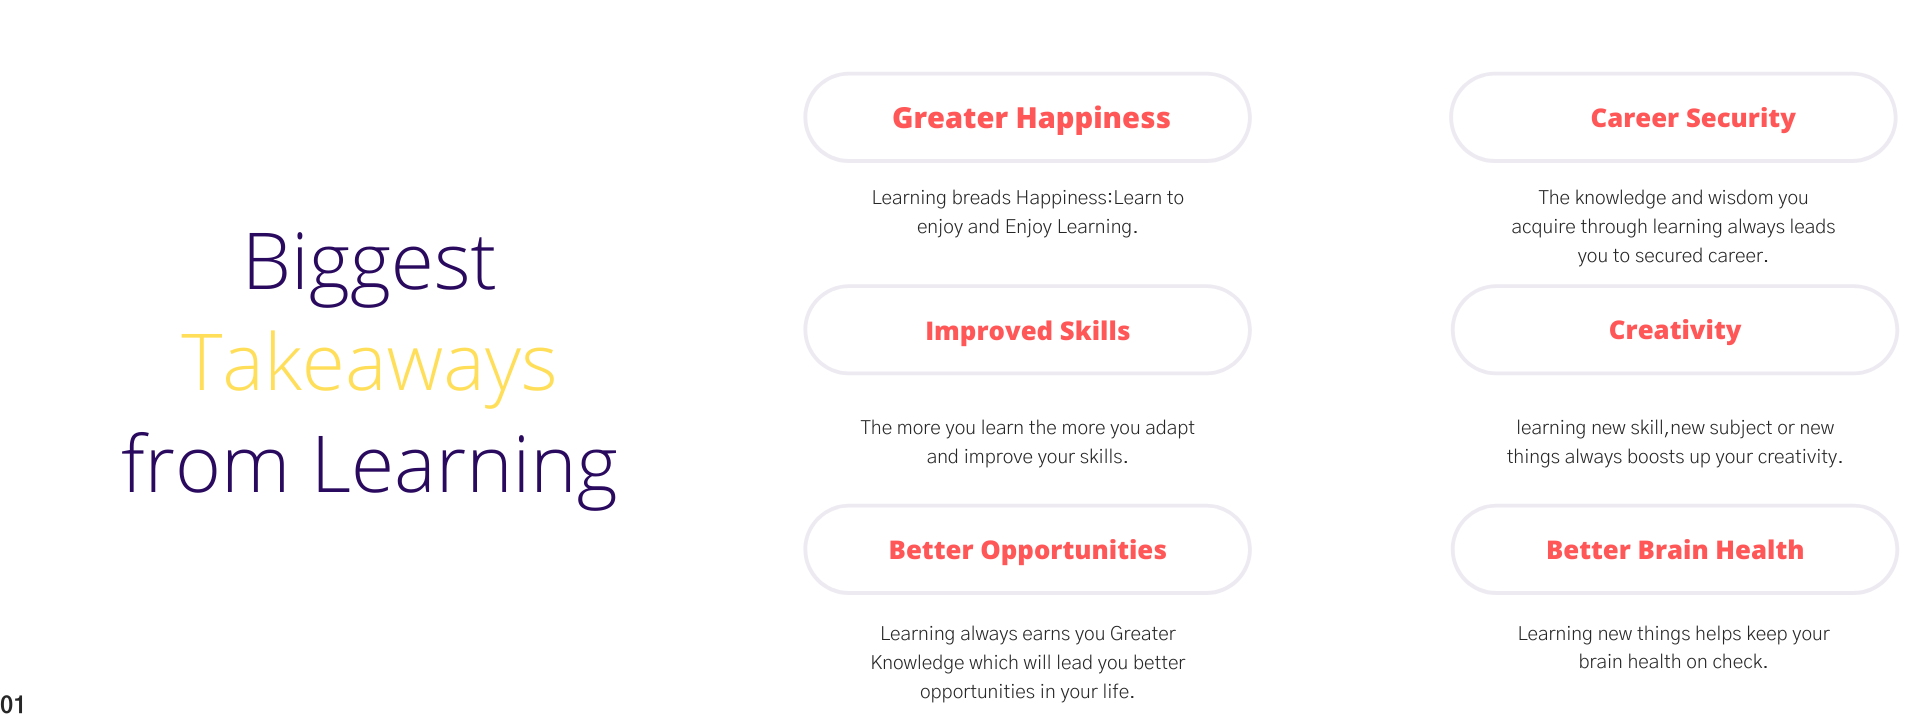 Biggest
Takeaways
from Learning
Greater Happiness
Learning breads Happiness:Learn to
enjoy and Enjoy Learning.
Career Security
The knowledge and wisdom you
acquire through learning always leads
you to secured career.
Improved Skills
The more you learn the more you adapt
and improve your skills.
Creativity
learning new skill,new subject or new
things always boosts up your creativity.
Better Opportunities
Learning always earns you Greater
Knowledge which will lead you better
opportunities in your life.
Better Brain Health
Learning new things helps keep your
brain health on check.
01